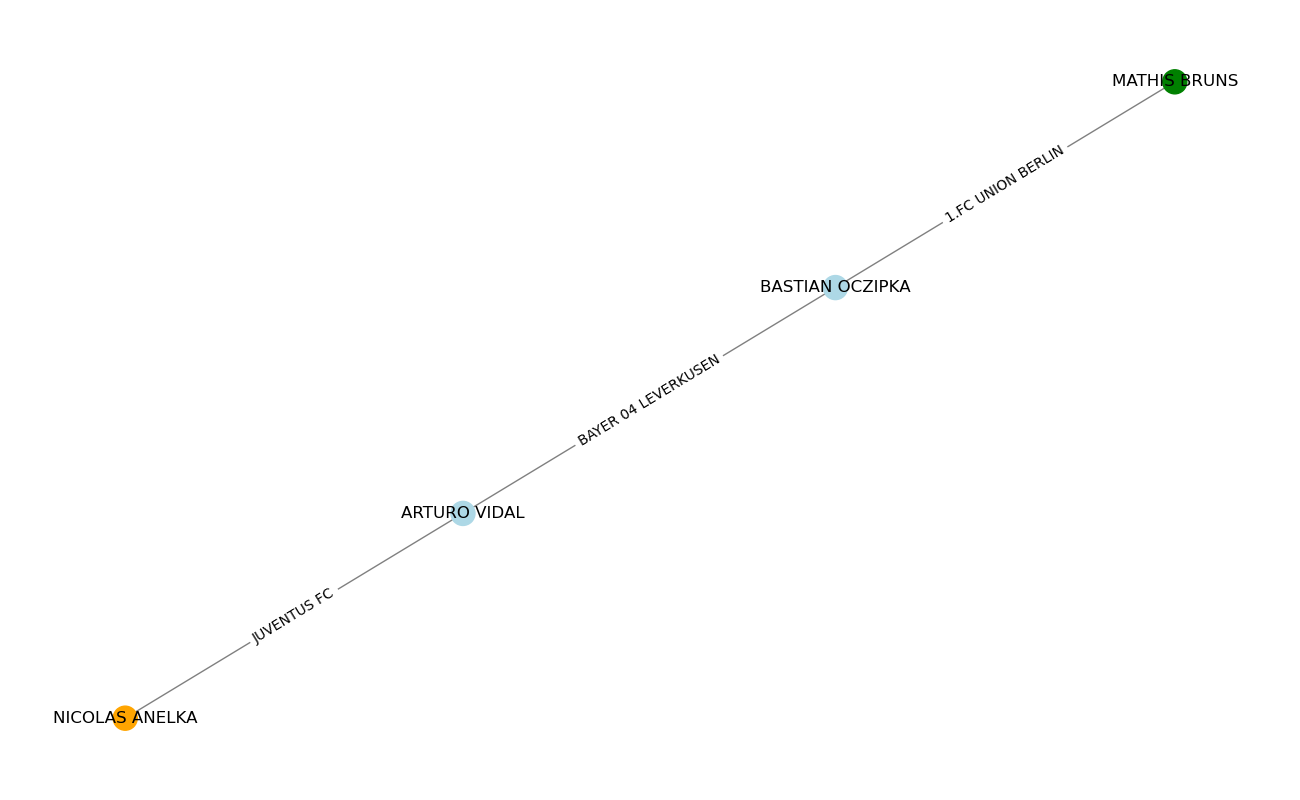 MATHIS BRUNS
1.FC UNION BERLIN
BASTIAN OCZIPKA
BAYER 04 LEVERKUSEN
ARTURO VIDAL
JUVENTUS FC
NICOLAS ANELKA